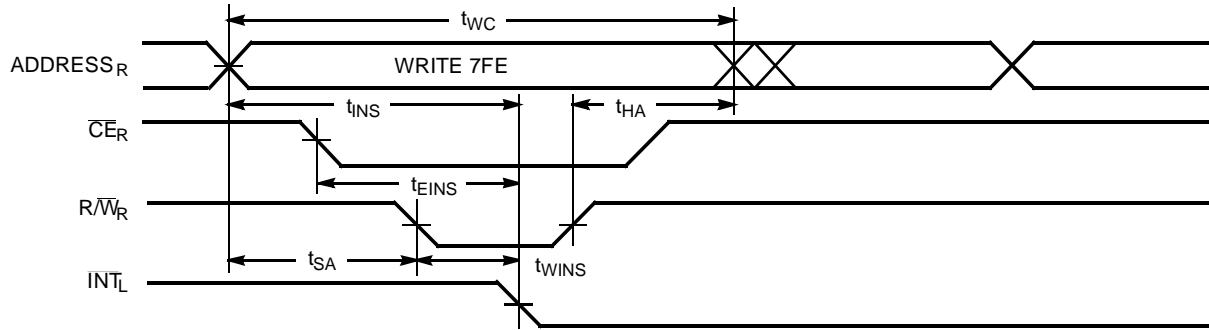 tWC
ADDRESSR
WRITE 7FE
tINS
tHA
CER
tEINS
R/WR
tSA
tWINS
INTL